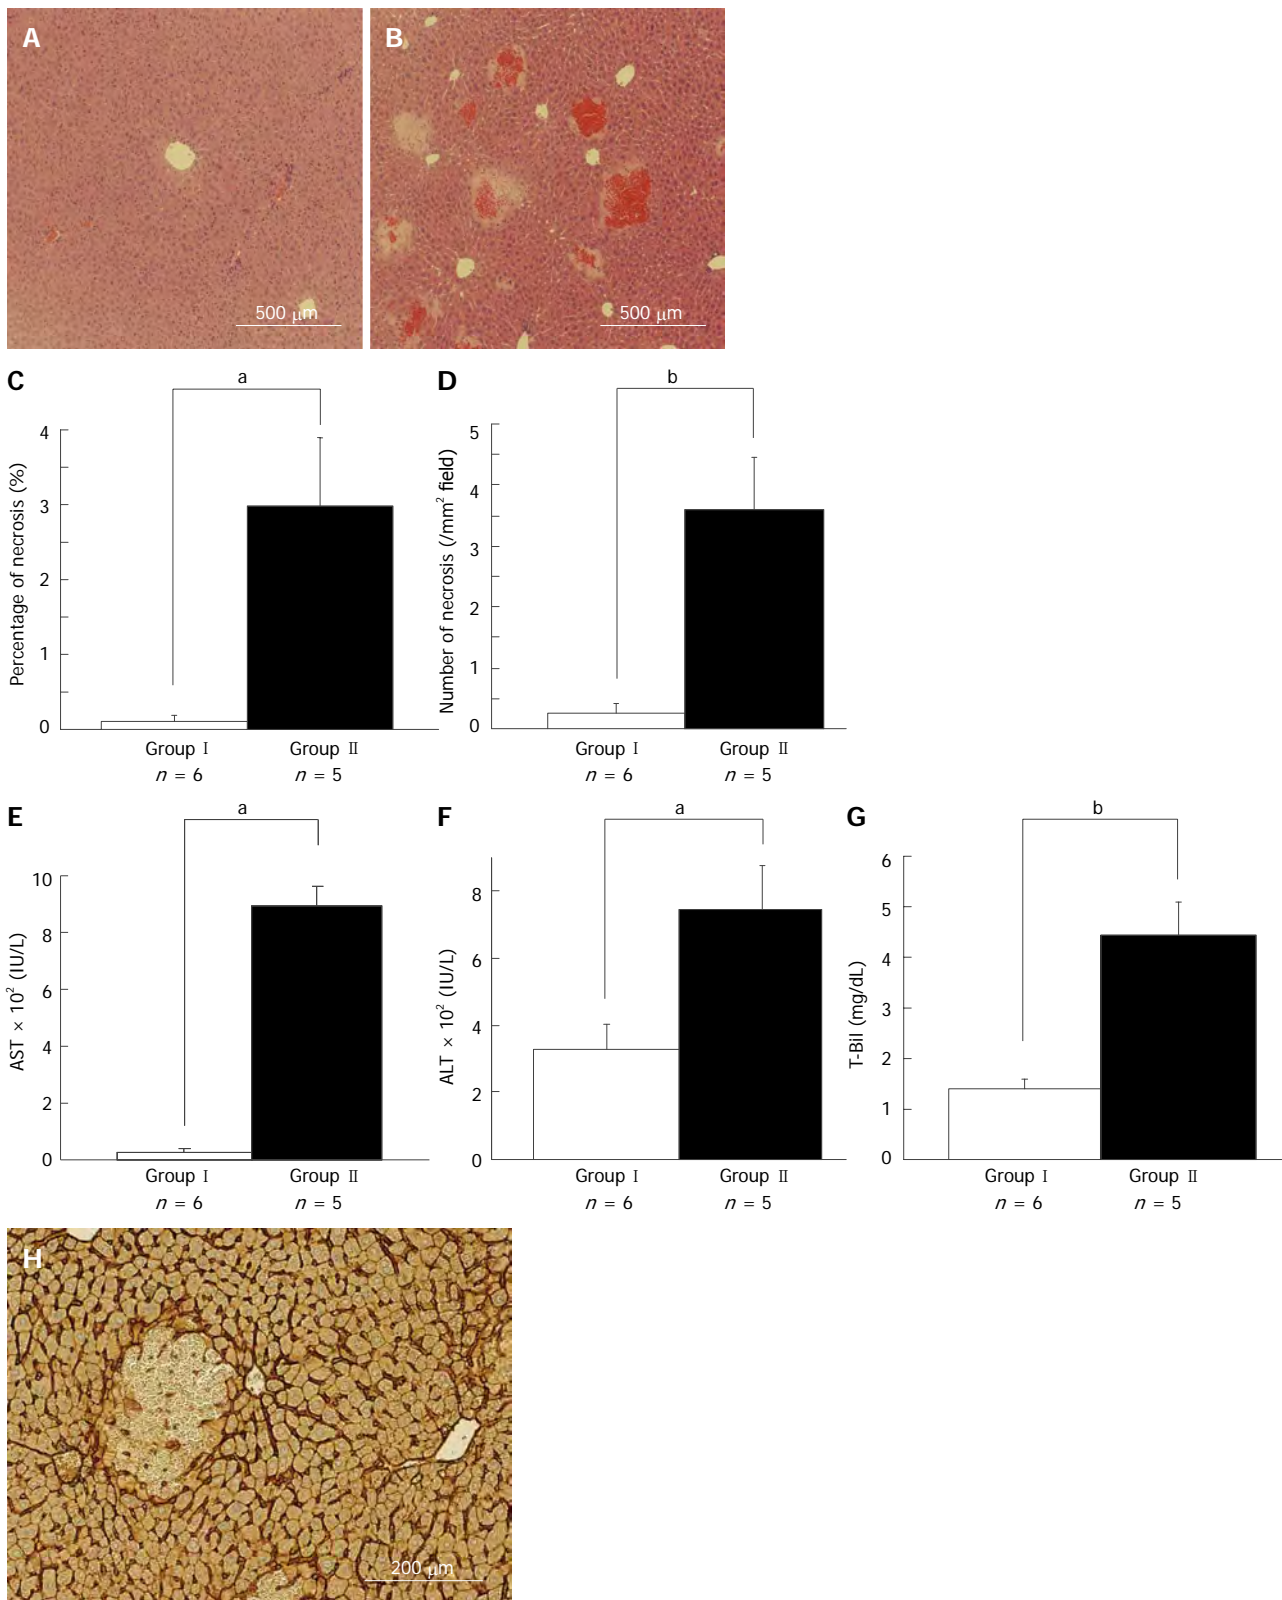 A
B
500 μm
500 μm
C
a
4
3
2
1
0
Percentage of necrosis (%)
Group Ⅰ
Group Ⅱ
n = 6
n = 5
D
b
5
4
3
2
1
0
Number of necrosis (/mm² field)
Group Ⅰ
Group Ⅱ
n = 6
n = 5
E
a
10
8
6
4
2
0
AST × 10² (IU/L)
Group Ⅰ
Group Ⅱ
n = 6
n = 5
F
a
8
6
4
2
0
ALT × 10² (IU/L)
Group Ⅰ
Group Ⅱ
n = 6
n = 5
G
b
6
5
4
3
2
1
0
T-Bil (mg/dL)
Group Ⅰ
Group Ⅱ
n = 6
n = 5
H
200 μm